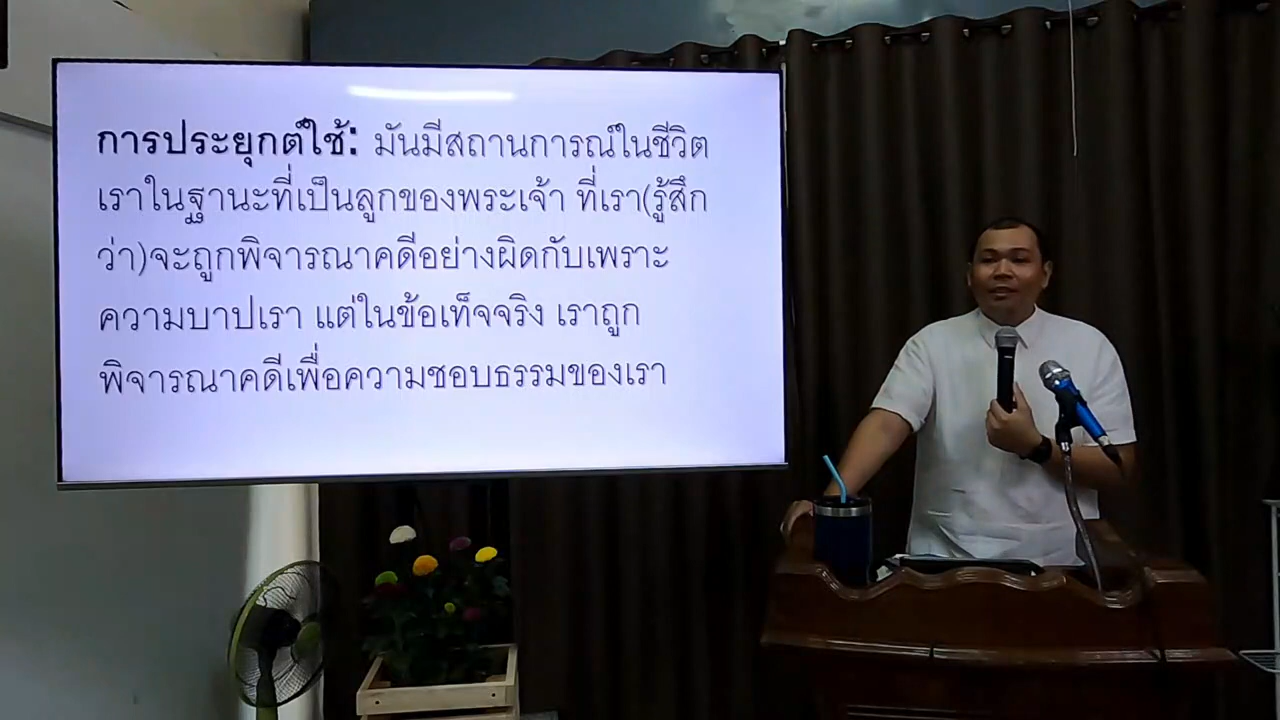 การประยุกต์ใช้: มันมีสถานการณ์ในชีวิต
เราในฐานะที่เป็นลูกของพระเจ้า ที่เรา(รู้สึก
ว่า)จะถูกพิจารณาคดีอย่างผิดกับเพราะ
ความบาปเรา แต่ในข้อเท็จจริง เราถูก
พิจารณาคดีเพื่อความชอบธรรมของเรา